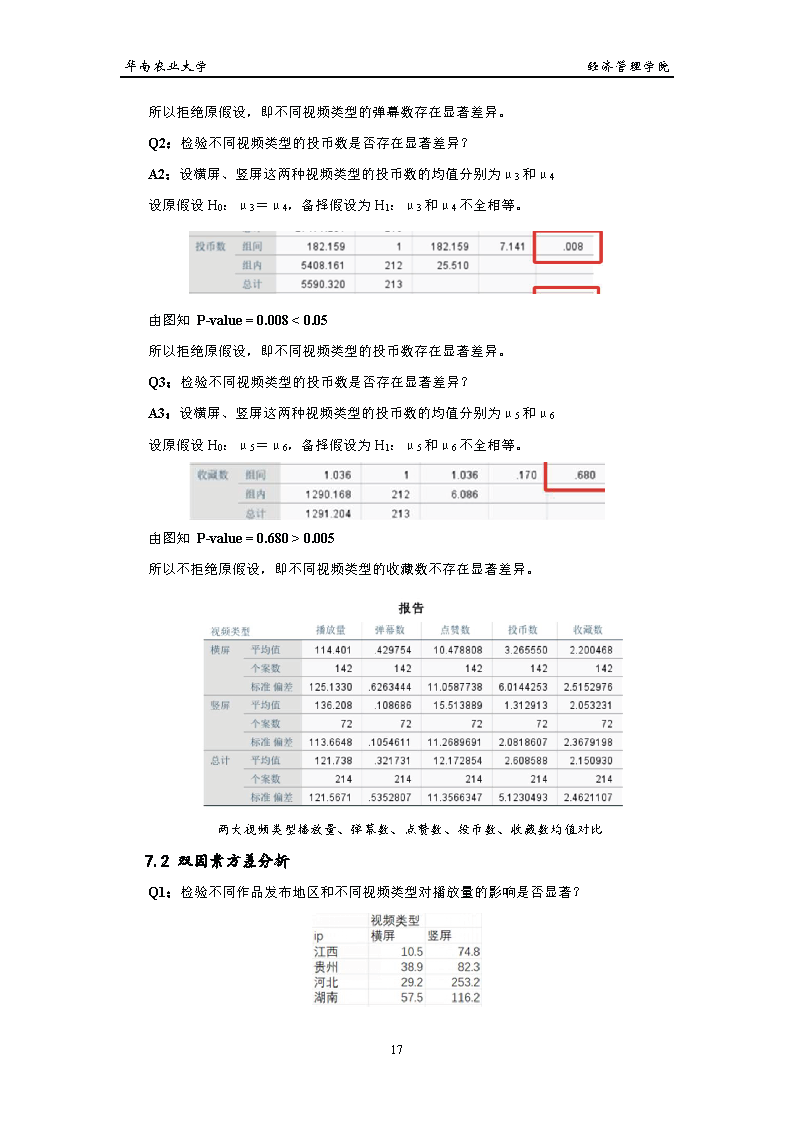 华南农业大学 经济管理学院
所以拒绝原假设，即不同视频类型的弹幕数存在显著差异。
Q2：检验不同视频类型的投币数是否存在显著差异？
A2：设横屏、竖屏这两种视频类型的投币数的均值分别为μ3和μ4
设原假设H0：μ3＝μ4，备择假设为H1：μ3和μ4不全相等。
投币数 组间 182.159 1 182.159 7.141 .008
组内 5408.161 212 25.510
总计 5590.320 213
由图知 P-value = 0.008 < 0.05
所以拒绝原假设，即不同视频类型的投币数存在显著差异。
Q3：检验不同视频类型的投币数是否存在显著差异？
A3：设横屏、竖屏这两种视频类型的投币数的均值分别为μ5和μ6
设原假设H0：μ5＝μ6，备择假设为H1：μ5和μ6不全相等。
收藏数 组间 1.036 1 1.036 .170 .680
组内 1290.168 212 6.086
总计 1291.204 213
由图知 P-value = 0.680 > 0.005
所以不拒绝原假设，即不同视频类型的收藏数不存在显著差异。
报告
视频类型 播放量 弹幕数 点赞数 投币数 收藏数
横屏 平均值 114.401 .429754 10.478808 3.265550 2.200468
个案数 142 142 142 142 142
标准 偏差 125.1330 .6263444 11.0587738 6.0144253 2.5152976
竖屏 平均值 136.208 .108686 15.513889 1.312913 2.053231
个案数 72 72 72 72 72
标准 偏差 113.6648 .1054611 11.2689691 2.0818607 2.3679198
总计 平均值 121.738 .321731 12.172854 2.608588 2.150930
个案数 214 214 214 214 214
标准 偏差 121.5671 .5352807 11.3566347 5.1230493 2.4621107
两大视频类型播放量、弹幕数、点赞数、投币数、收藏数均值对比
7.2 双因素方差分析
Q1：检验不同作品发布地区和不同视频类型对播放量的影响是否显著？
视频类型
ip 横屏 竖屏
江西 10.5 74.8
贵州 38.9 82.3
河北 29.2 253.2
湖南 57.5 116.2
17